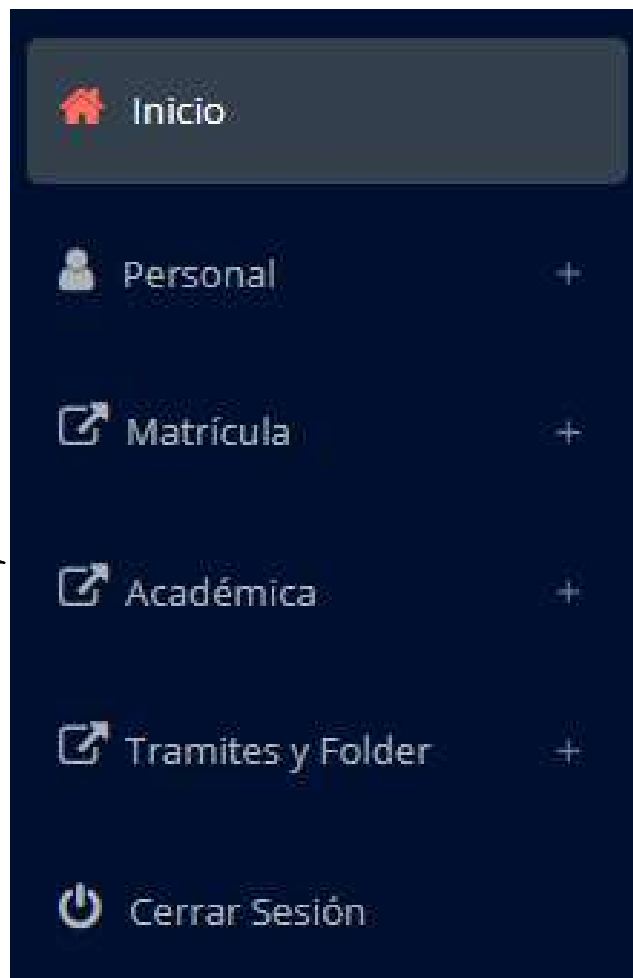 Inicio
Personal +
Matrícula +
Académica +
Tramites y Folder +
Cerrar Sesión